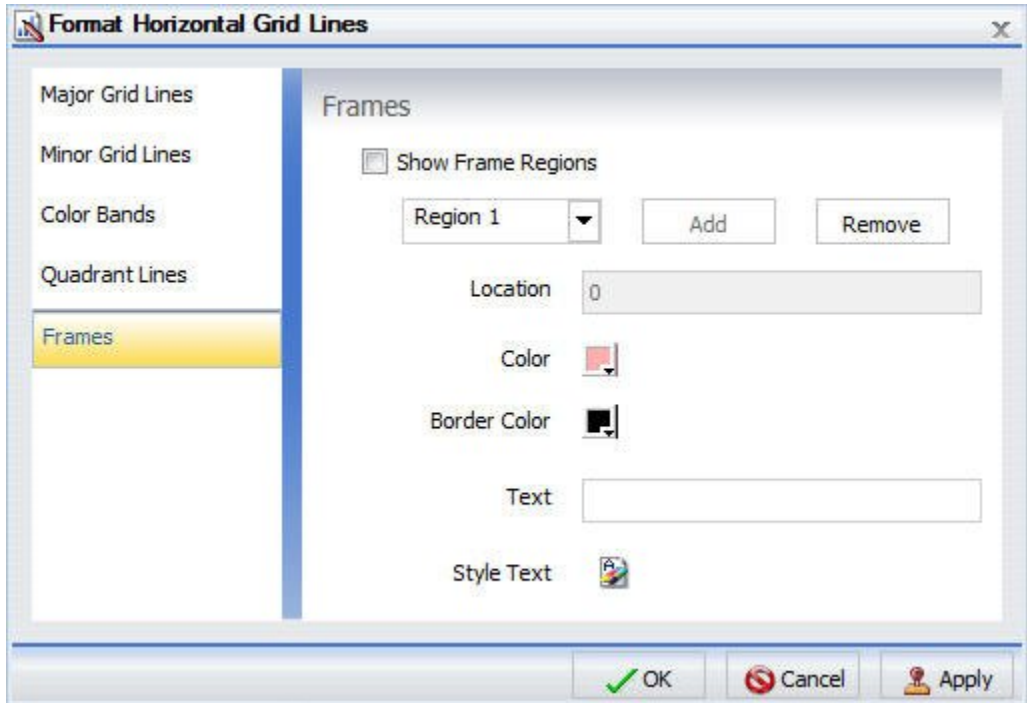 Format Horizontal Grid Lines
Major Grid Lines
Minor Grid Lines
Color Bands
Quadrant Lines
Frames
Frames
Show Frame Regions
Region 1
Add
Remove
Location
0
Color
Border Color
Text
Style Text
OK
Cancel
Apply